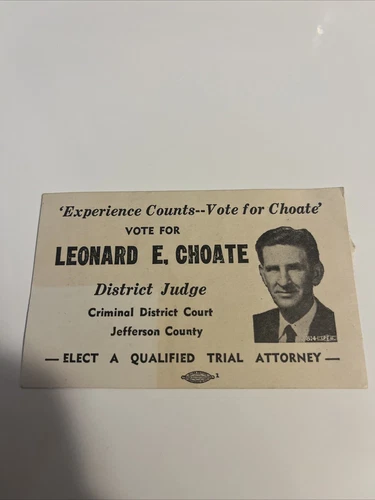 'Experience Counts--Vote for Choate'
VOTE FOR
LEONARD E. CHOATE
District Judge
Criminal District Court
Jefferson County
— ELECT A QUALIFIED TRIAL ATTORNEY —
1